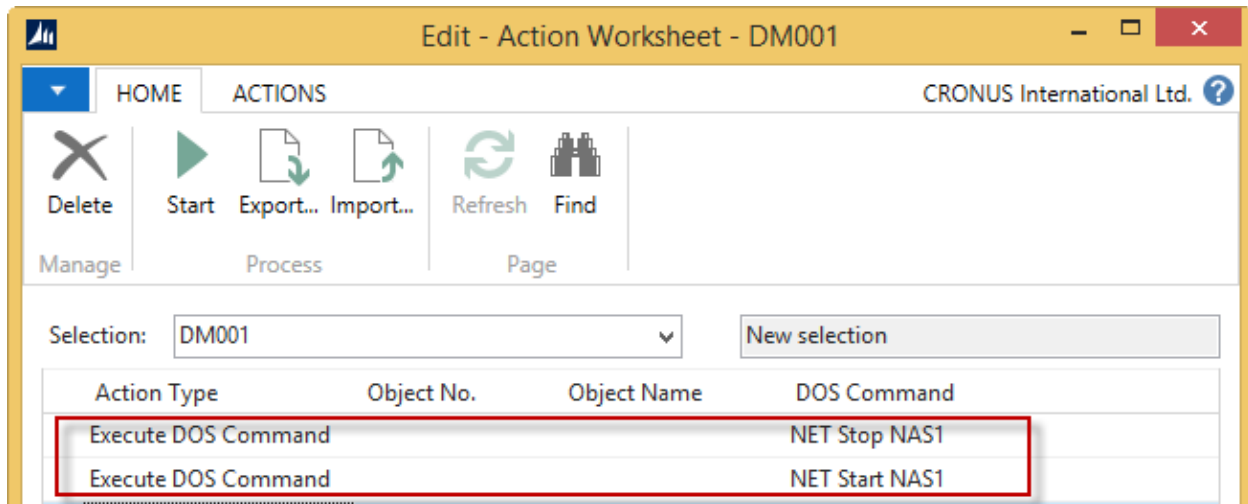 Edit - Action Worksheet - DM001
HOME ACTIONS CRONUS International Ltd. ?
Delete Start Export... Import... Refresh Find
Manage Process Page
Selection: DM001 New selection
Action Type Object No. Object Name DOS Command
Execute DOS Command NET Stop NAS1
Execute DOS Command NET Start NAS1